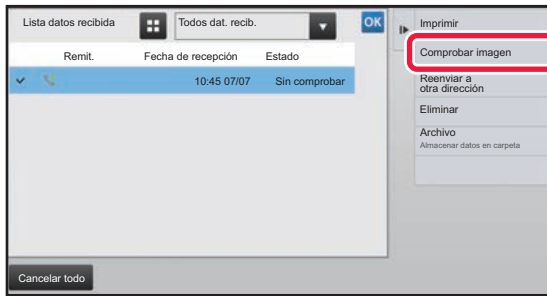 Lista datos recibida
Todos dat. recib.
OK
Remit.
Fecha de recepción
Estado
10:45 07/07
Sin comprobar
Imprimir
Comprobar imagen
Reenviar a
otra dirección
Eliminar
Archivo
Almacenar datos en carpeta
Cancelar todo